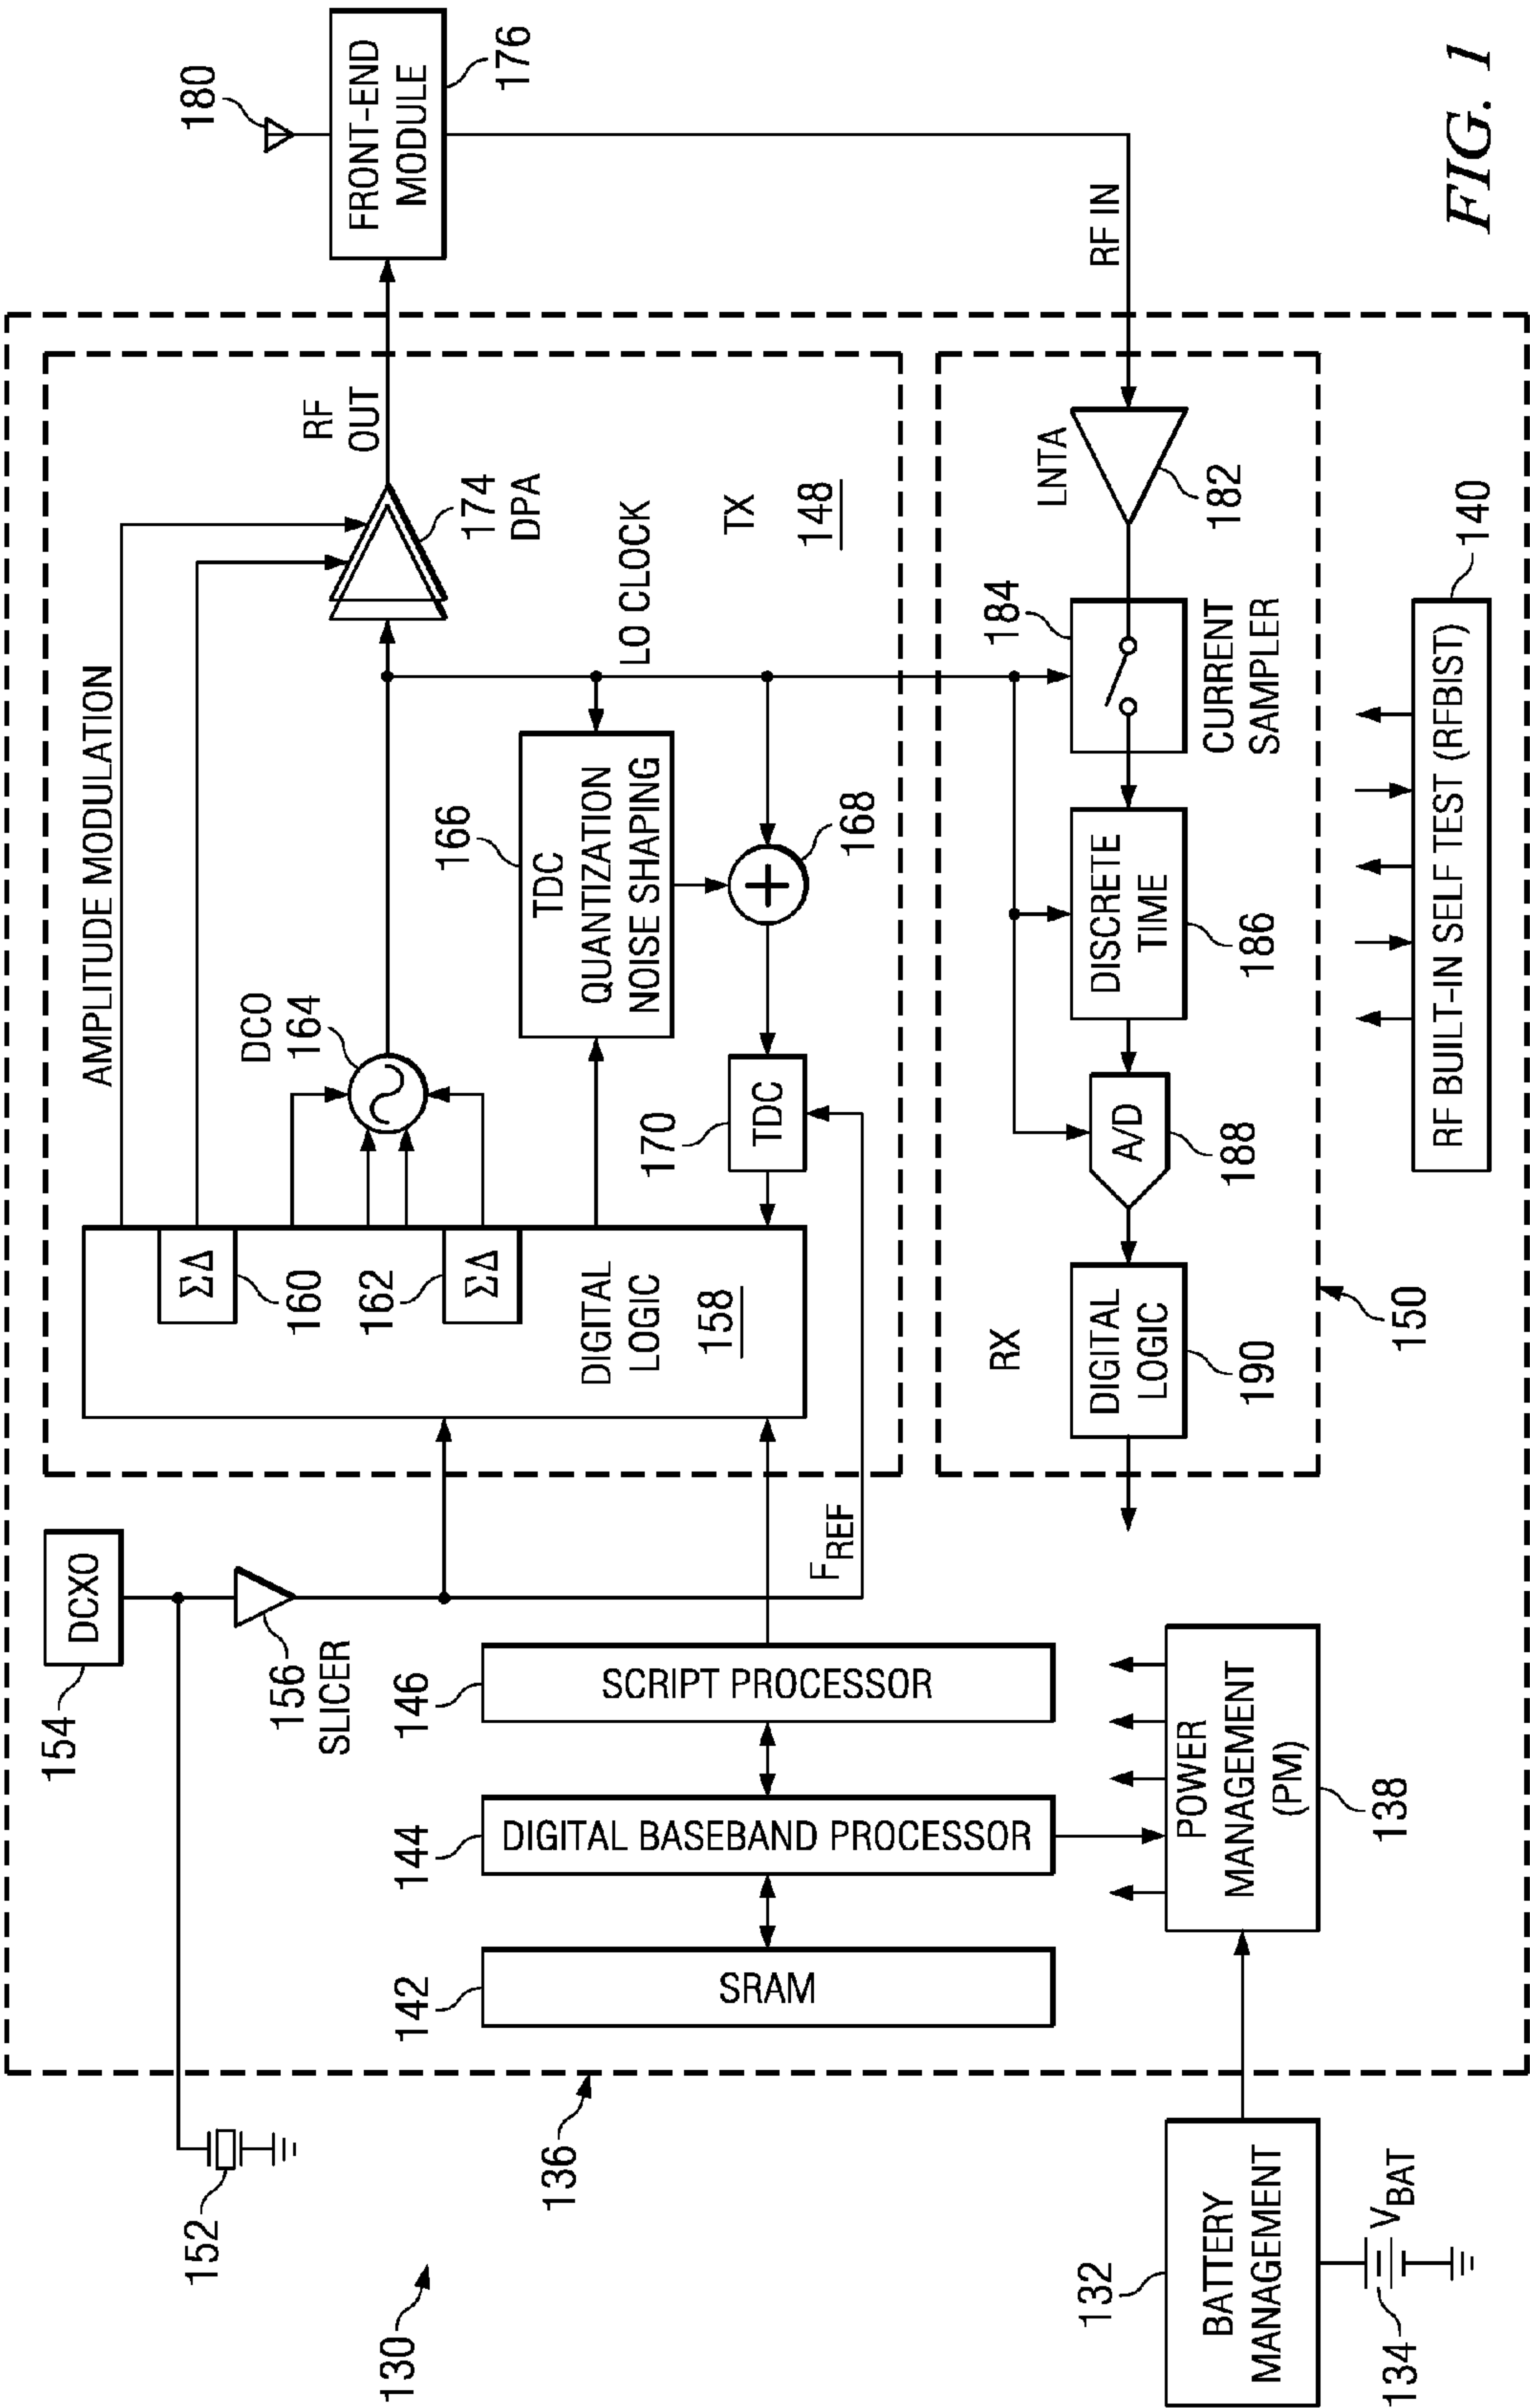 130
152
154
DCXO
156
SLICER
136
142
SRAM
144
DIGITAL BASEBAND PROCESSOR
146
SCRIPT PROCESSOR
F REF
132
BATTERY
MANAGEMENT
134
V BAT
POWER
MANAGEMENT
(PM)
138
AMPLITUDE MODULATION
ΣΔ
160
162
ΣΔ
DIGITAL
LOGIC
158
DCO
164
166
TDC
QUANTIZATION
NOISE SHAPING
168
170
TDC
174
DPA
RF
OUT
LO CLOCK
TX
148
180
FRONT-END
MODULE
176
RF IN
RX
DIGITAL
LOGIC
190
A/D
188
DISCRETE
TIME
186
184
CURRENT
SAMPLER
LNTA
182
150
RF BUILT-IN SELF TEST (RFBIST)
140
FIG. 1